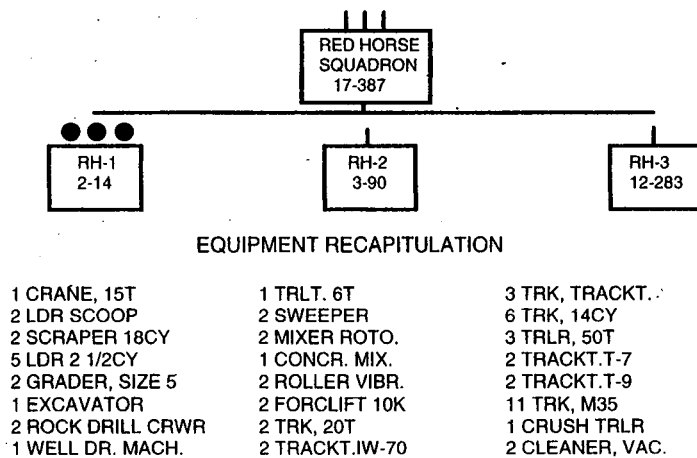 RED HORSE
SQUADRON
17-387
RH-1
2-14
RH-2
3-90
RH-3
12-283
EQUIPMENT RECAPITULATION
1 CRANE, 15T
2 LDR SCOOP
2 SCRAPER 18CY
5 LDR 2 1/2CY
2 GRADER, SIZE 5
1 EXCAVATOR
2 ROCK DRILL CRWR
1 WELL DR. MACH.
1 TRLT. 6T
2 SWEEPER
2 MIXER ROTO.
1 CONCR. MIX.
2 ROLLER VIBR.
2 FORCLIFT 10K
2 TRK, 20T
2 TRACKT.IW-70
3 TRK, TRACKT.
6 TRK, 14CY
3 TRLR, 50T
2 TRACKT.T-7
2 TRACKT.T-9
11 TRK, M35
1 CRUSH TRLR
2 CLEANER, VAC.